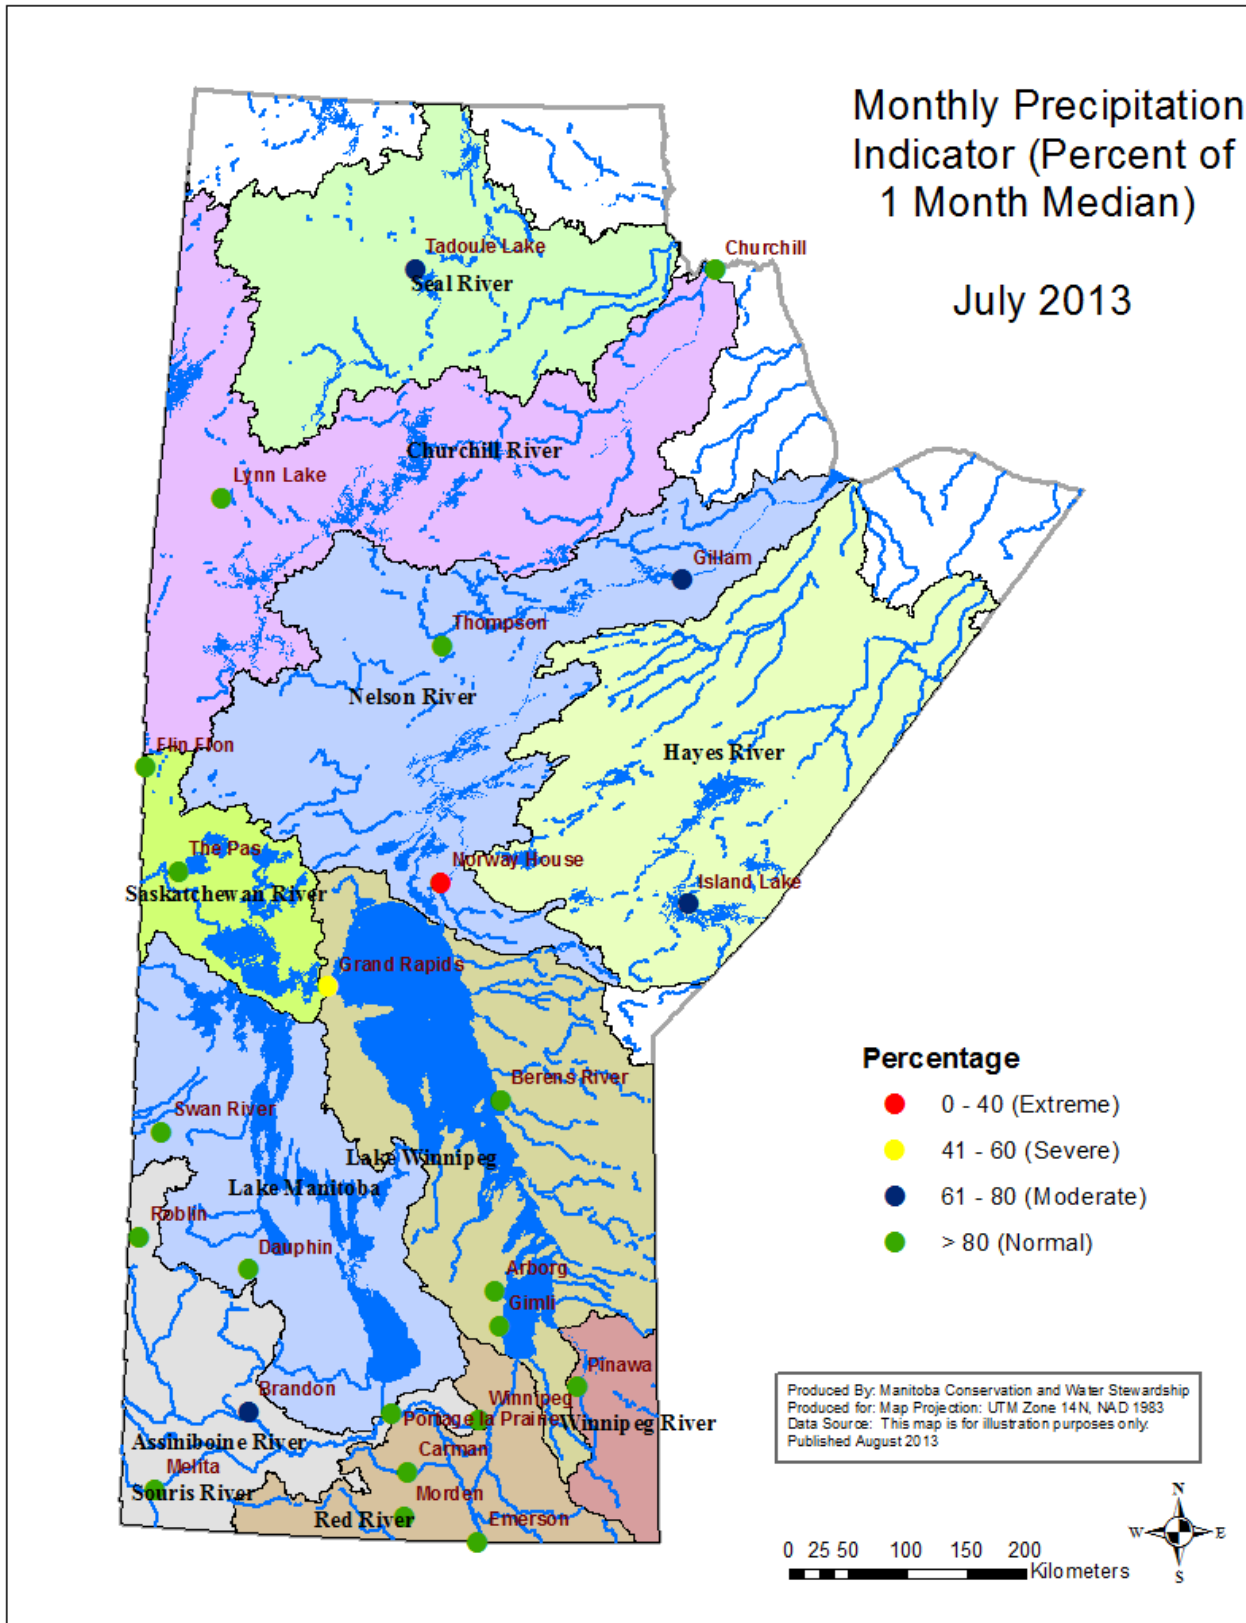 Monthly Precipitation
Indicator (Percent of
1 Month Median)
July 2013
Tadoule Lake
Seal River
Churchill
Churchill River
Lynn Lake
Gillam
Thompson
Nelson River
Flin Flon
Hayes River
The Pas
Norway House
Saskatchewan River
Island Lake
Grand Rapids
Berens River
Swan River
Lake Winnipeg
Lake Manitoba
Roblin
Dauphin
Arborg
Gimli
Pinawa
Brandon
Winnipeg
Portage la Prairie
Winnipeg River
Assiniboine River
Carman
Melita
Souris River
Morden
Red River
Emerson
Percentage
0 - 40 (Extreme)
41 - 60 (Severe)
61 - 80 (Moderate)
> 80 (Normal)
Produced By: Manitoba Conservation and Water Stewardship
Produced for: Map Projection: UTM Zone 14N, NAD 1983
Data Source: This map is for illustration purposes only.
Published August 2013
N
W E
S
0 25 50 100 150 200
Kilometers